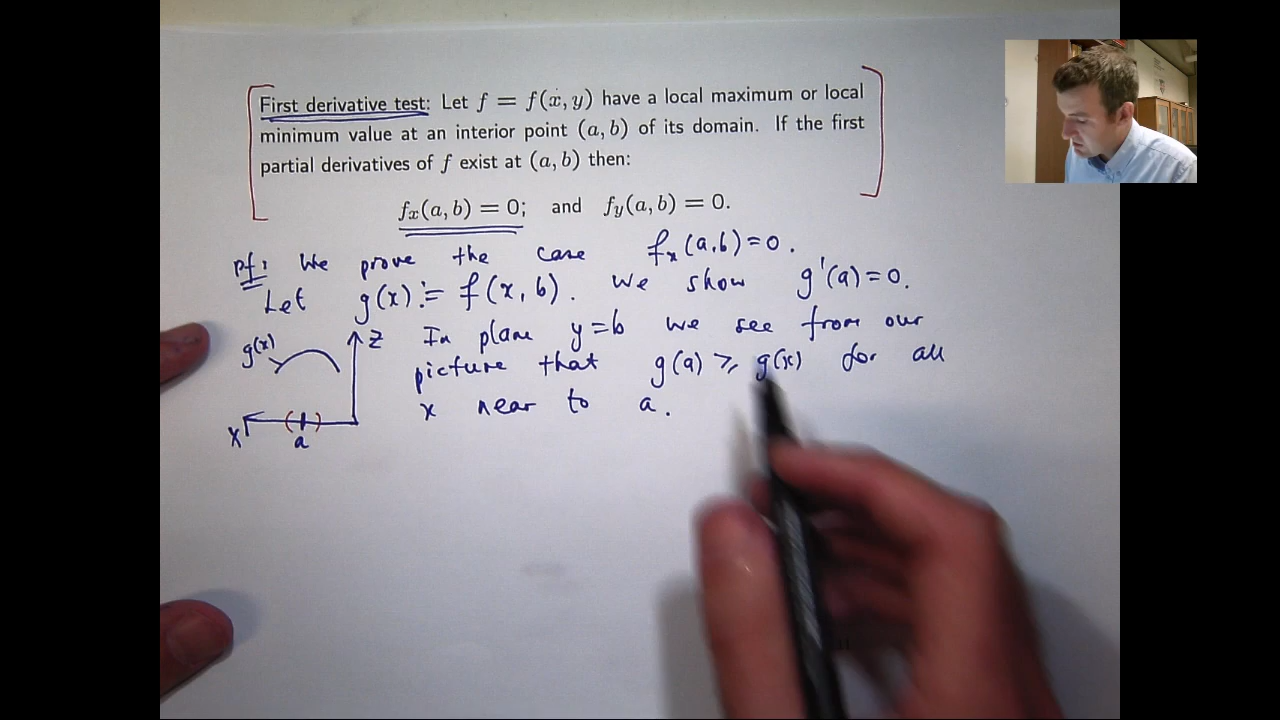 First derivative test: Let f = f(x, y) have a local maximum or local
minimum value at an interior point (a, b) of its domain. If the first
partial derivatives of f exist at (a, b) then:
fₓ(a, b) = 0; and f_y(a, b) = 0.
Pf: We prove the case fₓ(a,b)=0.
Let g(x) := f(x, b). We show g'(a)=0.
In plane y=b we see from our
picture that g(a) ⩾ g(x) for all
x near to a.
g(x)
z
x
a